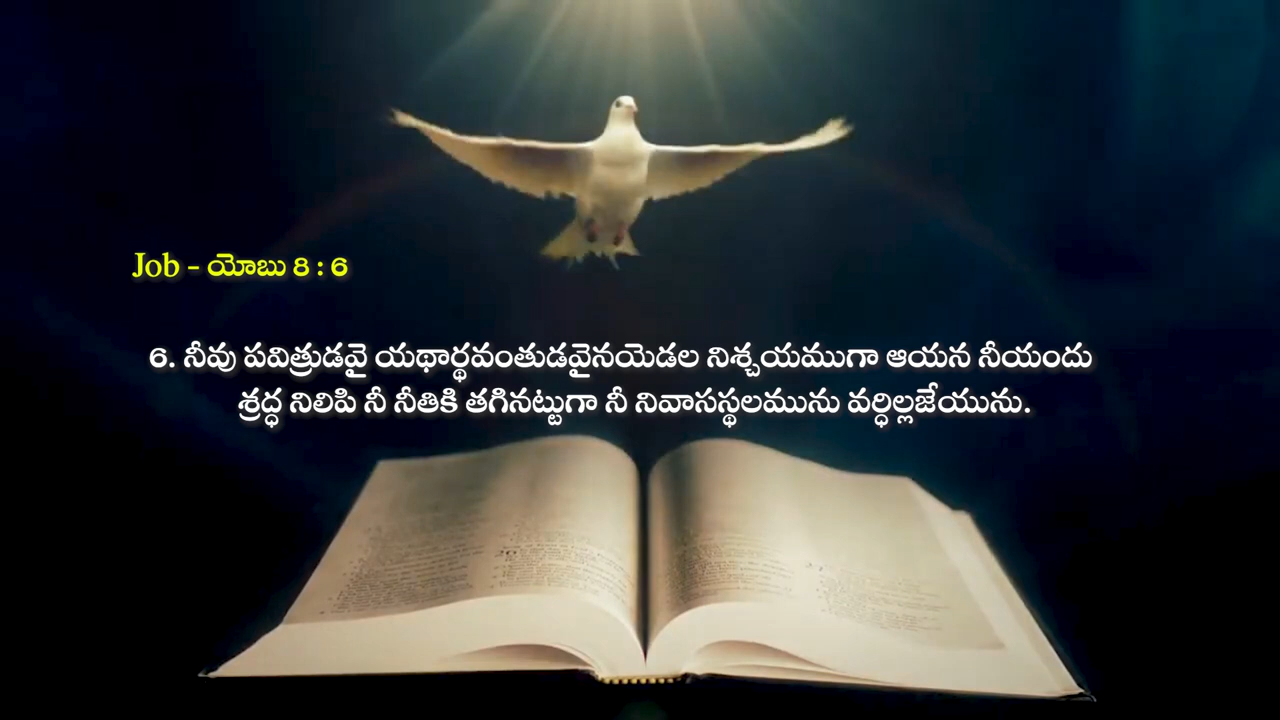 Job - యోబు 8 : 6
6. నీవు పవిత్రుడవై యథార్థవంతుడవైనయెడల నిశ్చయముగా ఆయన నీయందు
శ్రద్ధ నిలిపి నీ నీతికి తగినట్టుగా నీ నివాసస్థలమును వర్ధిల్లజేయును.